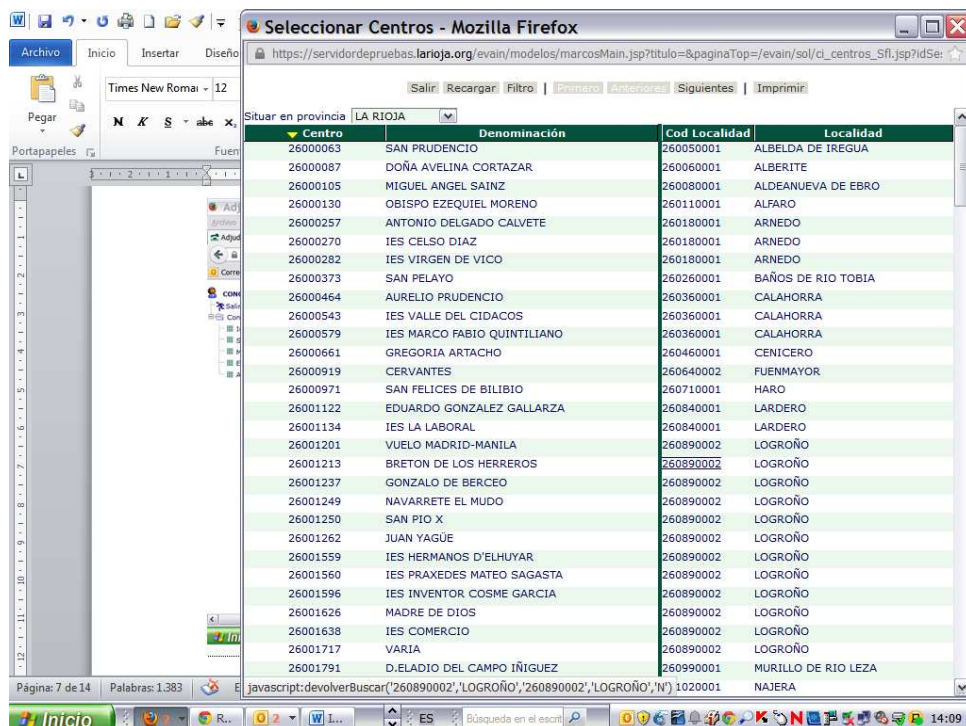 Seleccionar Centros - Mozilla Firefox
https://servidordepruebas.larioja.org/evain/modelos/marcosMain.jsp?titulo=&paginaTop=/evain/sol/ci_centros_Sfl.jsp?idSe:
Archivo Inicio Insertar Diseño
Salir Recargar Filtro | Primero Anteriores Siguientes | Imprimir
Times New Roma 12
Pegar
N K S abc x,
Portapapeles Fuen
Situar en provincia LA RIOJA
Centro Denominación Cod Localidad Localidad
26000063 SAN PRUDENCIO 260050001 ALBELDA DE IREGUA
26000087 DOÑA AVELINA CORTAZAR 260060001 ALBERITE
26000105 MIGUEL ANGEL SAINZ 260080001 ALDEANUEVA DE EBRO
26000130 OBISPO EZEQUIEL MORENO 260110001 ALFARO
26000257 ANTONIO DELGADO CALVETE 260180001 ARNEDO
26000270 IES CELSO DIAZ 260180001 ARNEDO
26000282 IES VIRGEN DE VICO 260180001 ARNEDO
26000373 SAN PELAYO 260260001 BAÑOS DE RIO TOBIA
26000464 AURELIO PRUDENCIO 260360001 CALAHORRA
26000543 IES VALLE DEL CIDACOS 260360001 CALAHORRA
26000579 IES MARCO FABIO QUINTILIANO 260360001 CALAHORRA
26000661 GREGORIA ARTACHO 260460001 CENICERO
26000919 CERVANTES 260640002 FUENMAYOR
26000971 SAN FELICES DE BILIBIO 260710001 HARO
26001122 EDUARDO GONZALEZ GALLARZA 260840001 LARDERO
26001134 IES LA LABORAL 260840001 LARDERO
26001201 VUELO MADRID-MANILA 260890002 LOGROÑO
26001213 BRETON DE LOS HERREROS 260890002 LOGROÑO
26001237 GONZALO DE BERCEO 260890002 LOGROÑO
26001249 NAVARRETE EL MUDO 260890002 LOGROÑO
26001250 SAN PIO X 260890002 LOGROÑO
26001262 JUAN YAGÜE 260890002 LOGROÑO
26001559 IES HERMANOS D'ELHUYAR 260890002 LOGROÑO
26001560 IES PRAXEDES MATEO SAGASTA 260890002 LOGROÑO
26001596 IES INVENTOR COSME GARCIA 260890002 LOGROÑO
26001626 MADRE DE DIOS 260890002 LOGROÑO
26001638 IES COMERCIO 260890002 LOGROÑO
26001717 VARIA 260890002 LOGROÑO
26001791 D.ELADIO DEL CAMPO IÑIGUEZ 260990001 MURILLO DE RIO LEZA
javascript:devolverBuscar('260890002','LOGROÑO','260890002','LOGROÑO','N') 1020001 NAJERA
Página: 7 de 14 Palabras: 1.383
Inicio R.. 2 I... ES Búsqueda en el escrit 14:09